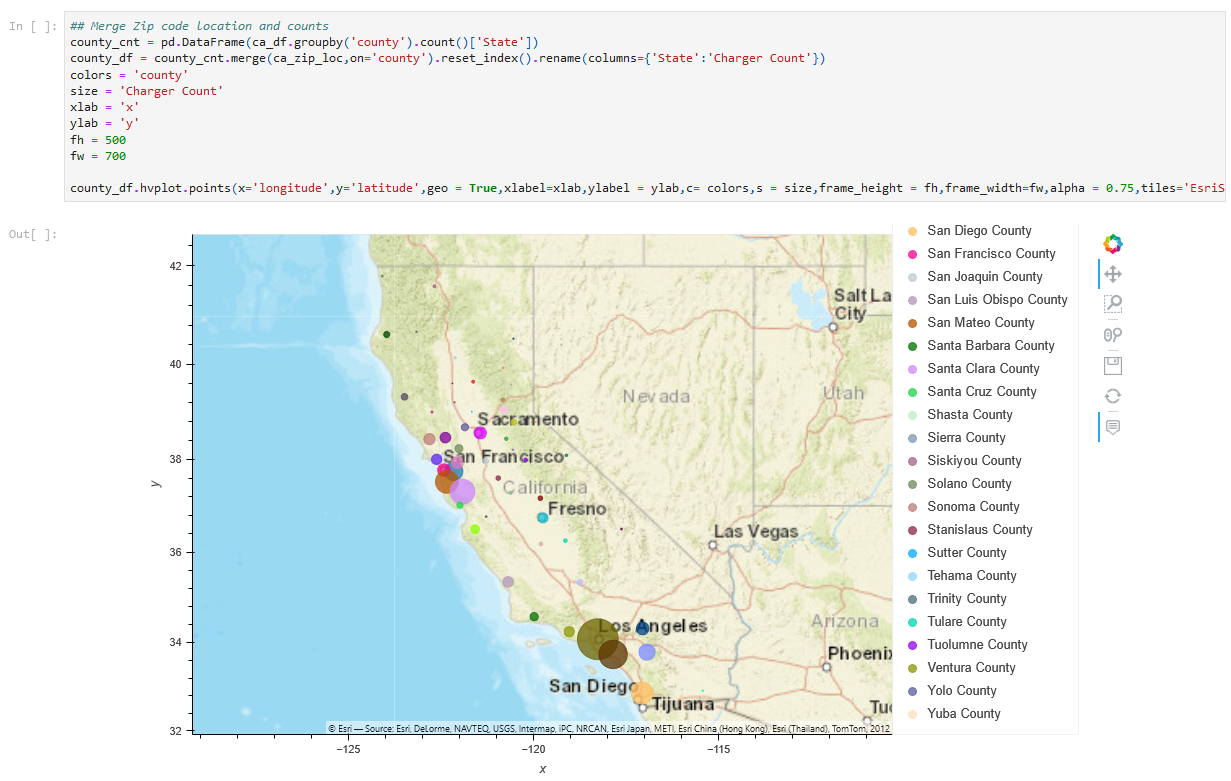 In [ ]:
## Merge Zip code location and counts
county_cnt = pd.DataFrame(ca_df.groupby('county').count()['State'])
county_df = county_cnt.merge(ca_zip_loc,on='county').reset_index().rename(columns={'State':'Charger Count'})
colors = 'county'
size = 'Charger Count'
xlab = 'x'
ylab = 'y'
fh = 500
fw = 700
county_df.hvplot.points(x='longitude',y='latitude',geo = True,xlabel=xlab,ylabel = ylab,c= colors,s = size,frame_height = fh,frame_width=fw,alpha = 0.75,tiles='EsriS
Out[ ]:
42
40
38
36
34
32
y
−125
−120
−115
x
Salt La
City
Nevada
Utah
Sacramento
San Francisco
California
Fresno
Las Vegas
Los Angeles
Arizona
Phoenix
San Diego
Tijuana
Tuc
© Esri — Source: Esri, DeLorme, NAVTEQ, USGS, Intermap, iPC, NRCAN, Esri Japan, METI, Esri China (Hong Kong), Esri (Thailand), TomTom, 2012
San Diego County
San Francisco County
San Joaquin County
San Luis Obispo County
San Mateo County
Santa Barbara County
Santa Clara County
Santa Cruz County
Shasta County
Sierra County
Siskiyou County
Solano County
Sonoma County
Stanislaus County
Sutter County
Tehama County
Trinity County
Tulare County
Tuolumne County
Ventura County
Yolo County
Yuba County